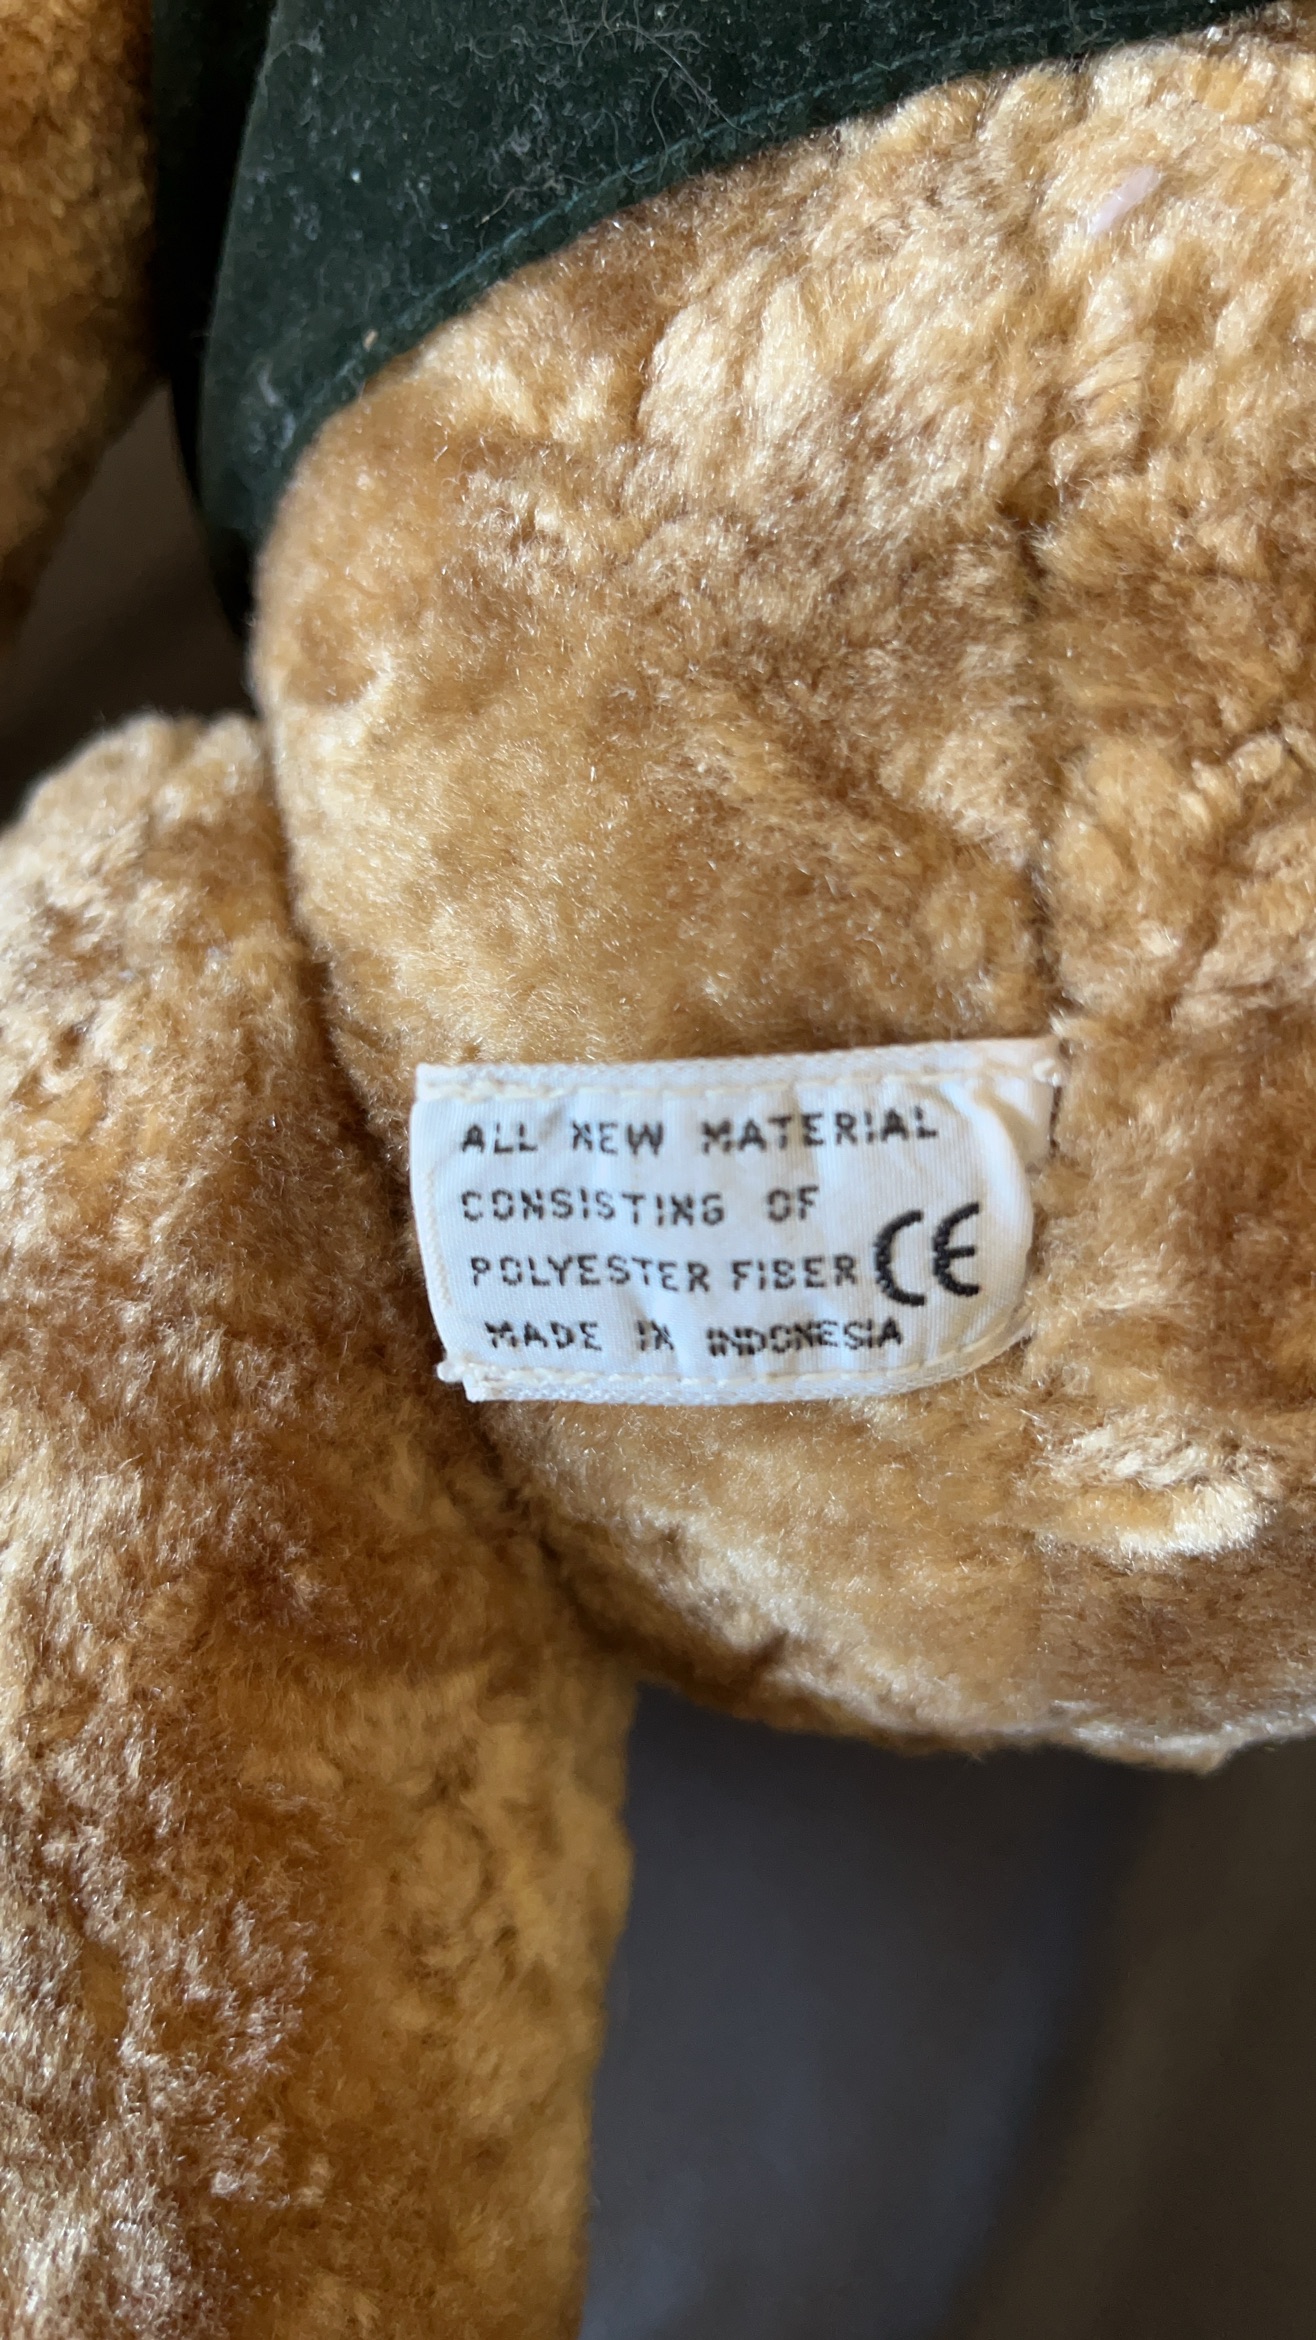 ALL NEW MATERIAL
CONSISTING OF
POLYESTER FIBER CE
MADE IN INDONESIA